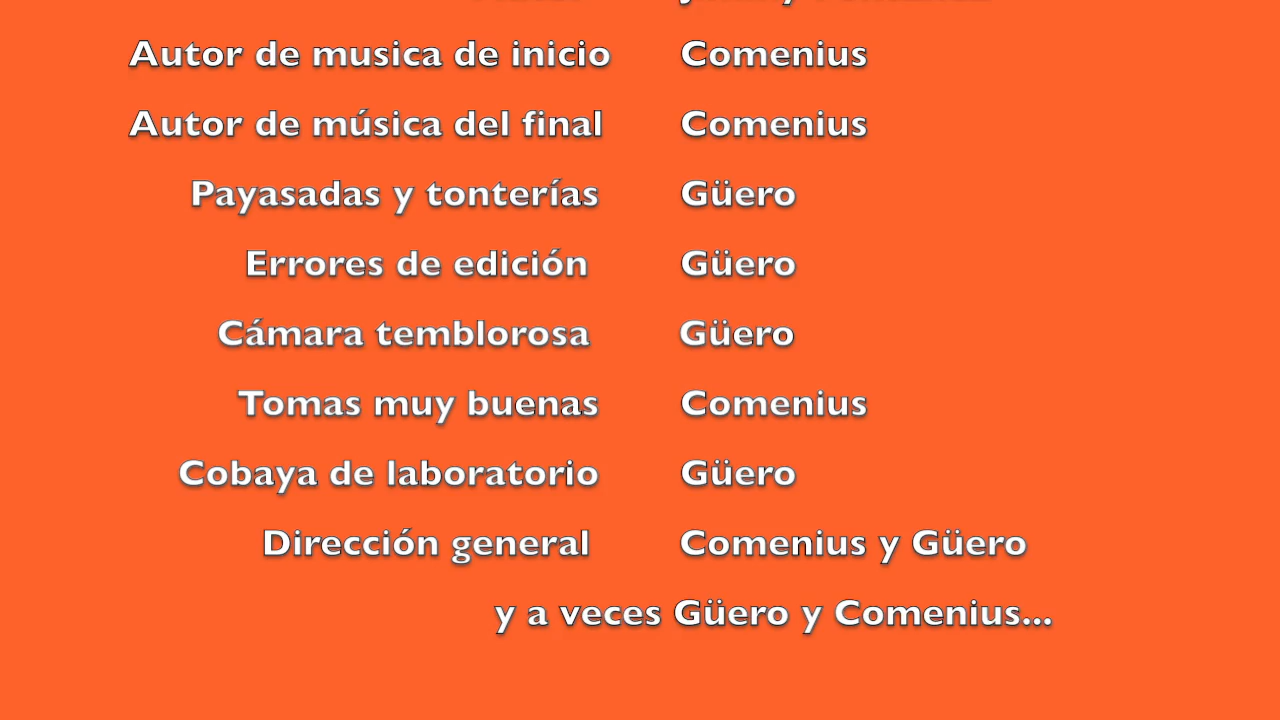 Autor de musica de inicio Comenius
Autor de música del final Comenius
Payasadas y tonterías Güero
Errores de edición Güero
Cámara temblorosa Güero
Tomas muy buenas Comenius
Cobaya de laboratorio Güero
Dirección general Comenius y Güero
y a veces Güero y Comenius...